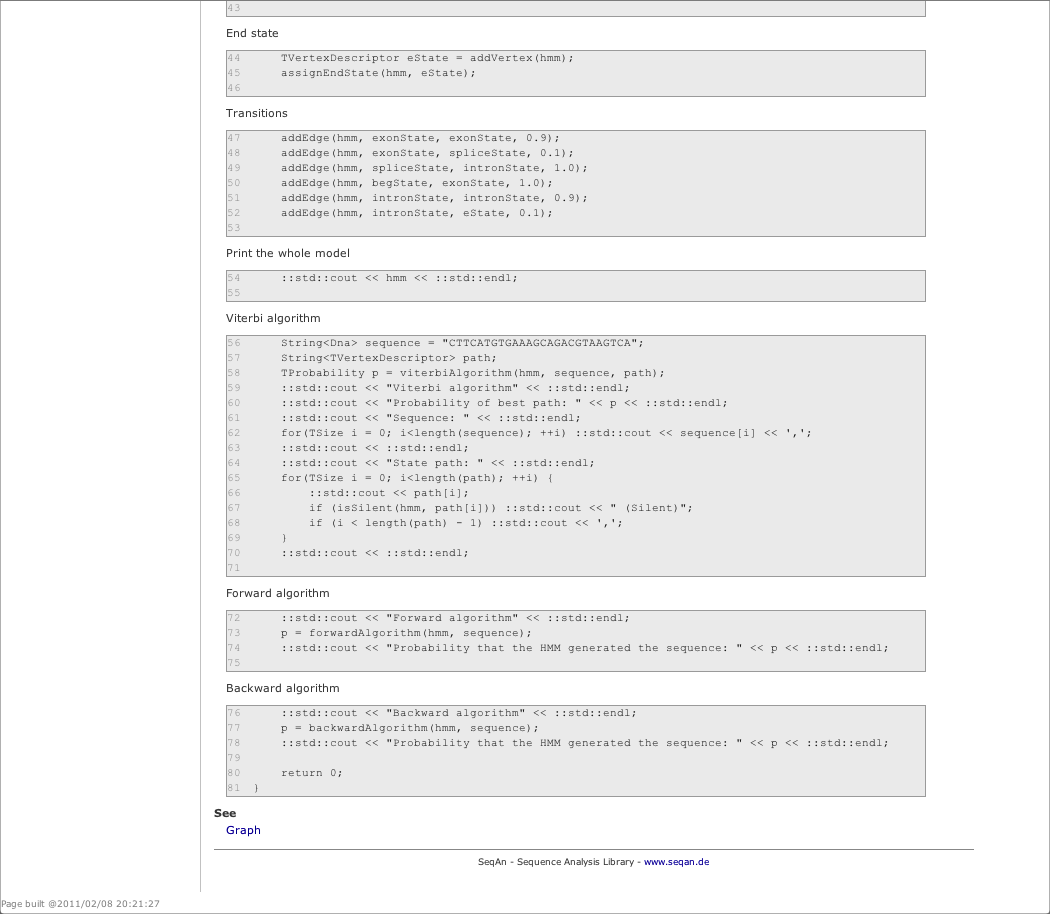 43
End state
44 TVertexDescriptor eState = addVertex(hmm);
45 assignEndState(hmm, eState);
46
Transitions
47 addEdge(hmm, exonState, exonState, 0.9);
48 addEdge(hmm, exonState, spliceState, 0.1);
49 addEdge(hmm, spliceState, intronState, 1.0);
50 addEdge(hmm, begState, exonState, 1.0);
51 addEdge(hmm, intronState, intronState, 0.9);
52 addEdge(hmm, intronState, eState, 0.1);
53
Print the whole model
54 ::std::cout << hmm << ::std::endl;
55
Viterbi algorithm
56 String<Dna> sequence = "CTTCATGTGAAAGCAGACGTAAGTCA";
57 String<TVertexDescriptor> path;
58 TProbability p = viterbiAlgorithm(hmm, sequence, path);
59 ::std::cout << "Viterbi algorithm" << ::std::endl;
60 ::std::cout << "Probability of best path: " << p << ::std::endl;
61 ::std::cout << "Sequence: " << ::std::endl;
62 for(TSize i = 0; i<length(sequence); ++i) ::std::cout << sequence[i] << ',';
63 ::std::cout << ::std::endl;
64 ::std::cout << "State path: " << ::std::endl;
65 for(TSize i = 0; i<length(path); ++i) {
66 ::std::cout << path[i];
67 if (isSilent(hmm, path[i])) ::std::cout << " (Silent)";
68 if (i < length(path) - 1) ::std::cout << ',';
69 }
70 ::std::cout << ::std::endl;
71
Forward algorithm
72 ::std::cout << "Forward algorithm" << ::std::endl;
73 p = forwardAlgorithm(hmm, sequence);
74 ::std::cout << "Probability that the HMM generated the sequence: " << p << ::std::endl;
75
Backward algorithm
76 ::std::cout << "Backward algorithm" << ::std::endl;
77 p = backwardAlgorithm(hmm, sequence);
78 ::std::cout << "Probability that the HMM generated the sequence: " << p << ::std::endl;
79
80 return 0;
81 }
See
Graph
SeqAn - Sequence Analysis Library - www.seqan.de
Page built @2011/02/08 20:21:27